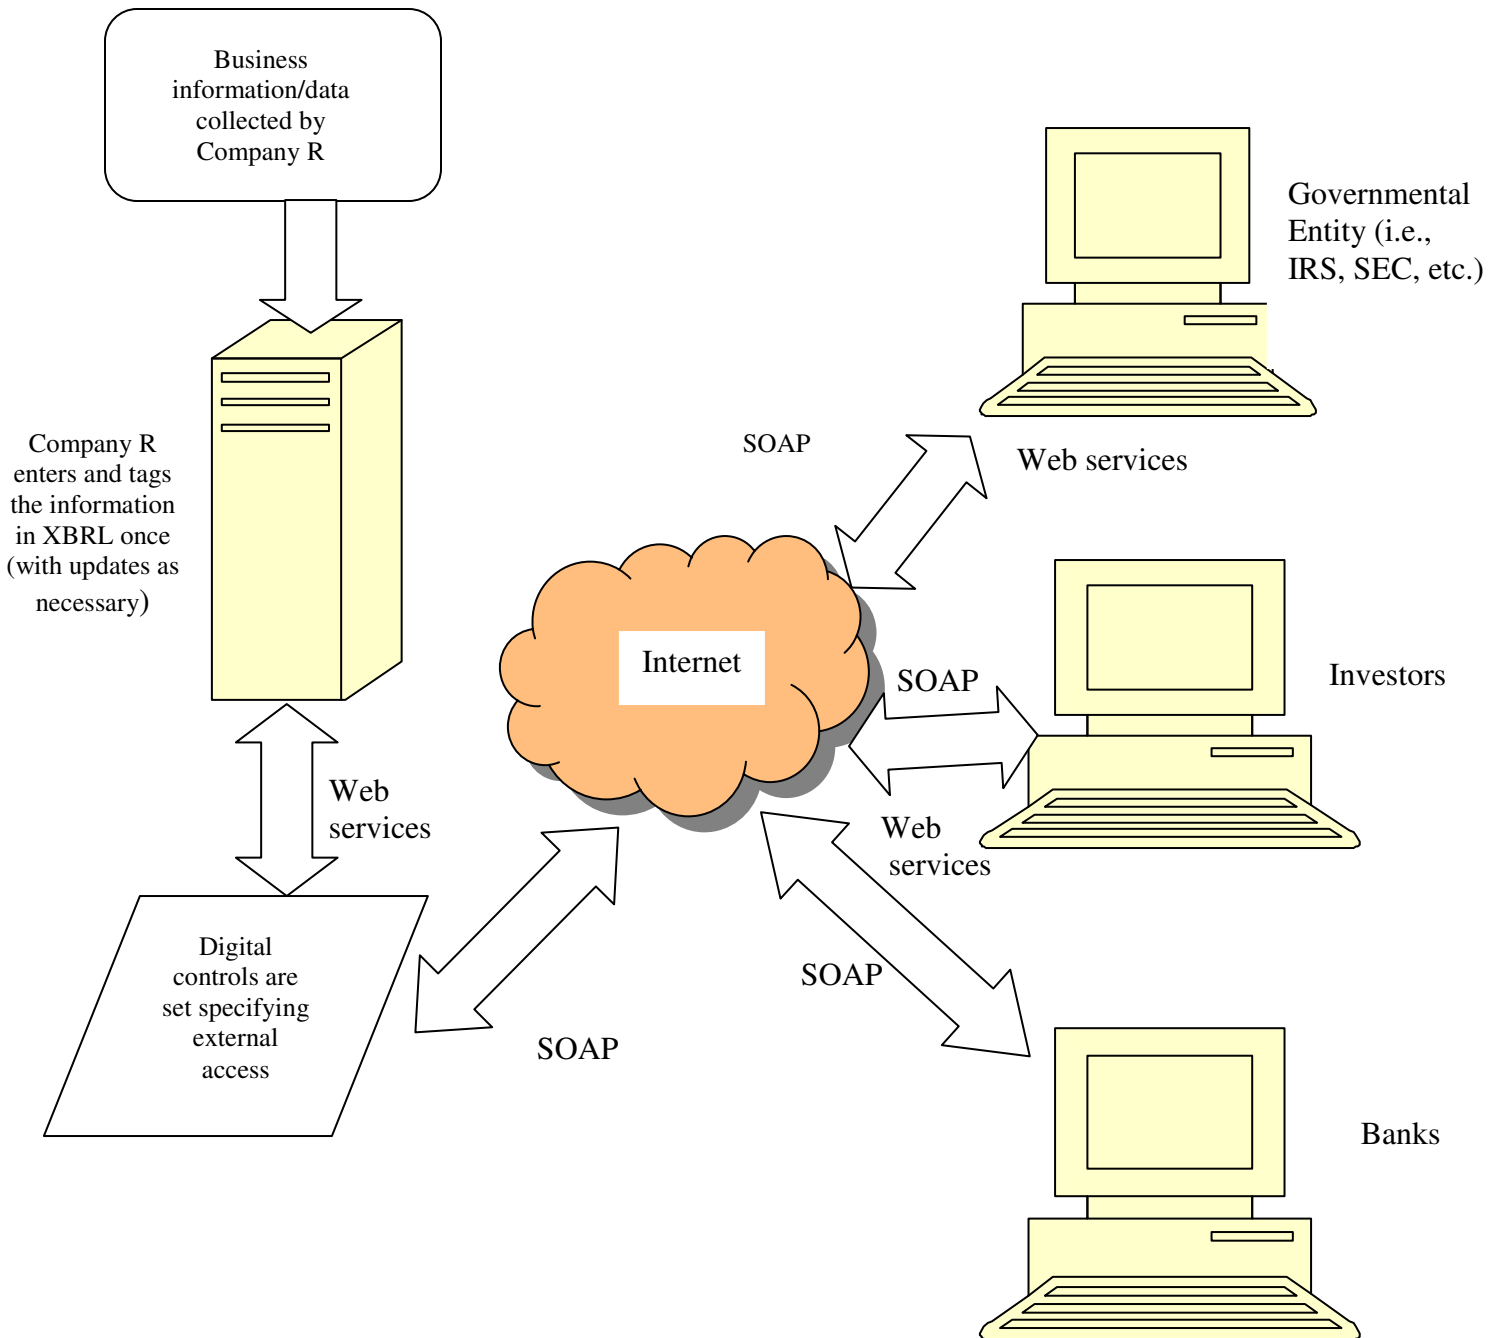 Business
information/data
collected by
Company R
Governmental
Entity (i.e.,
IRS, SEC, etc.)
Company R
enters and tags
the information
in XBRL once
(with updates as
necessary)
SOAP
Web services
Internet
SOAP
Investors
Web
services
Web
services
SOAP
Digital
controls are
set specifying
external
access
SOAP
Banks